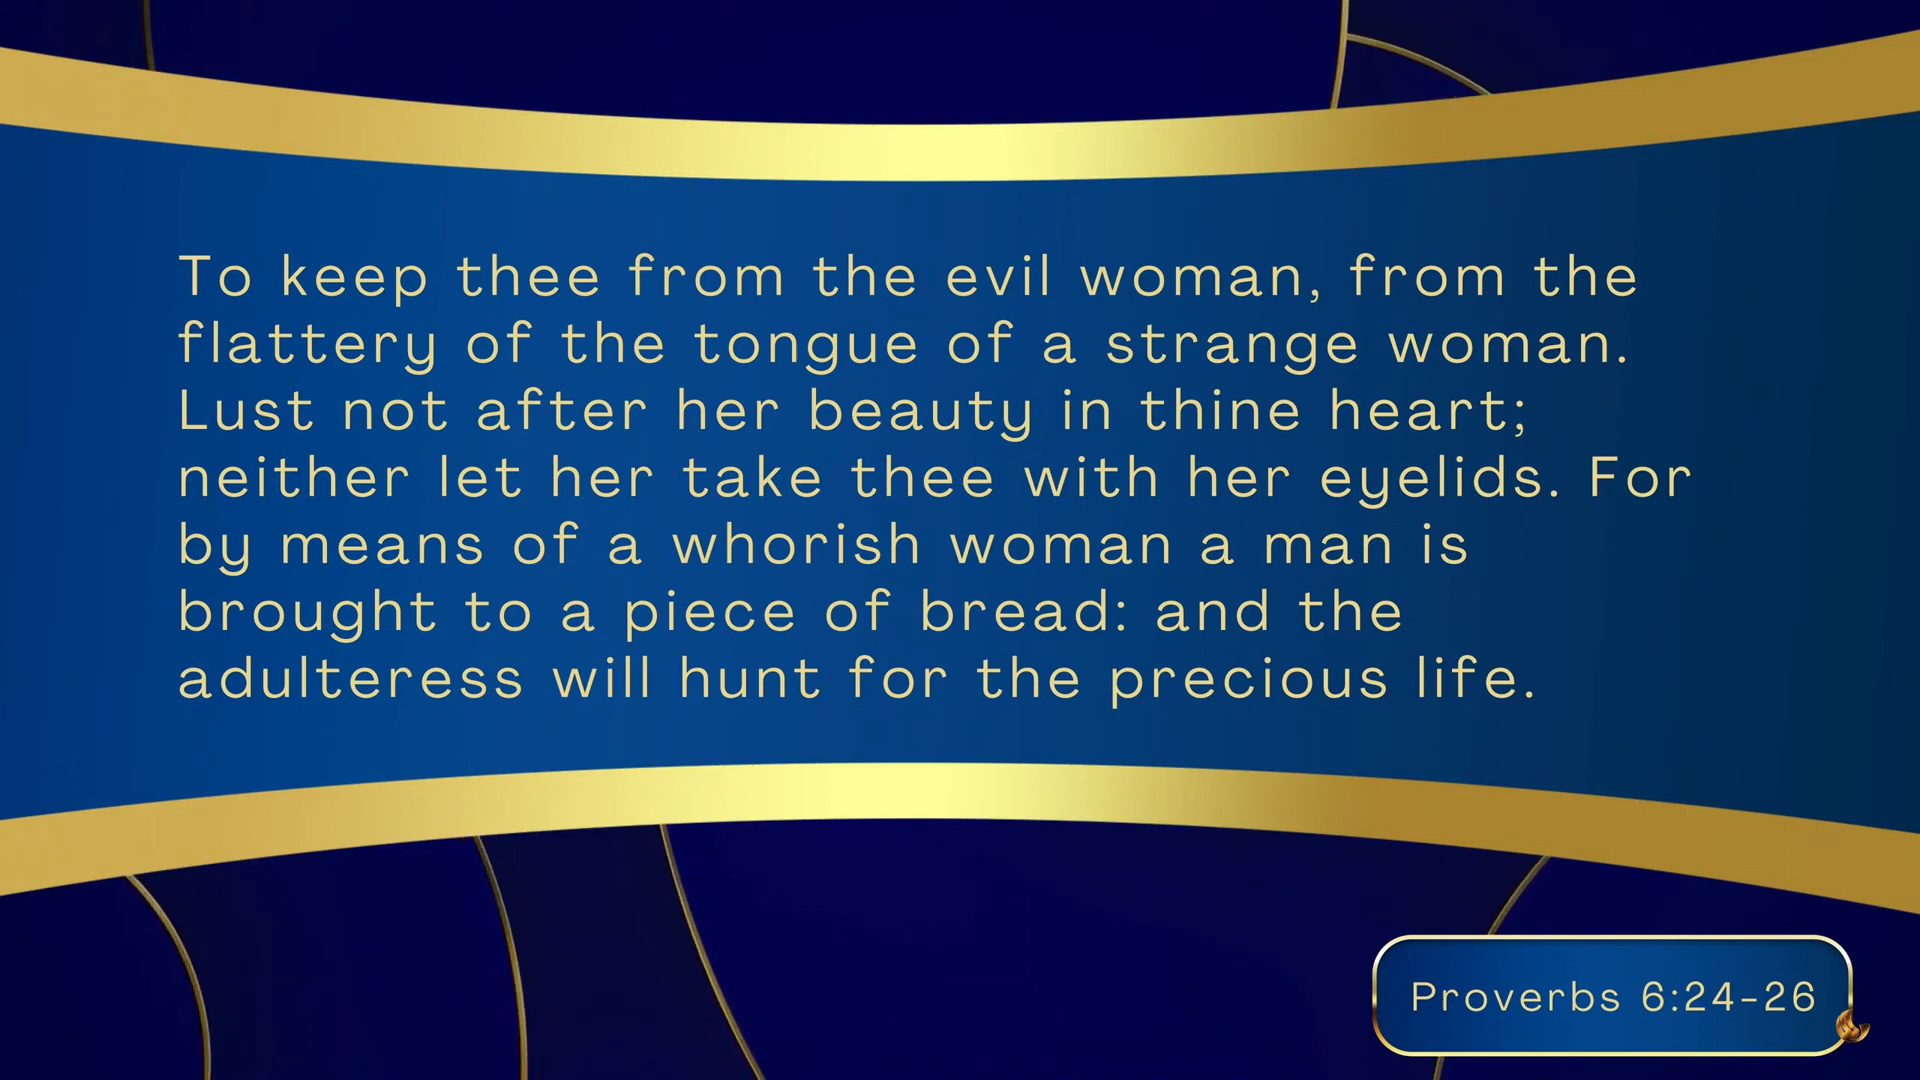 To keep thee from the evil woman, from the
flattery of the tongue of a strange woman.
Lust not after her beauty in thine heart;
neither let her take thee with her eyelids. For
by means of a whorish woman a man is
brought to a piece of bread: and the
adulteress will hunt for the precious life.
Proverbs 6:24-26